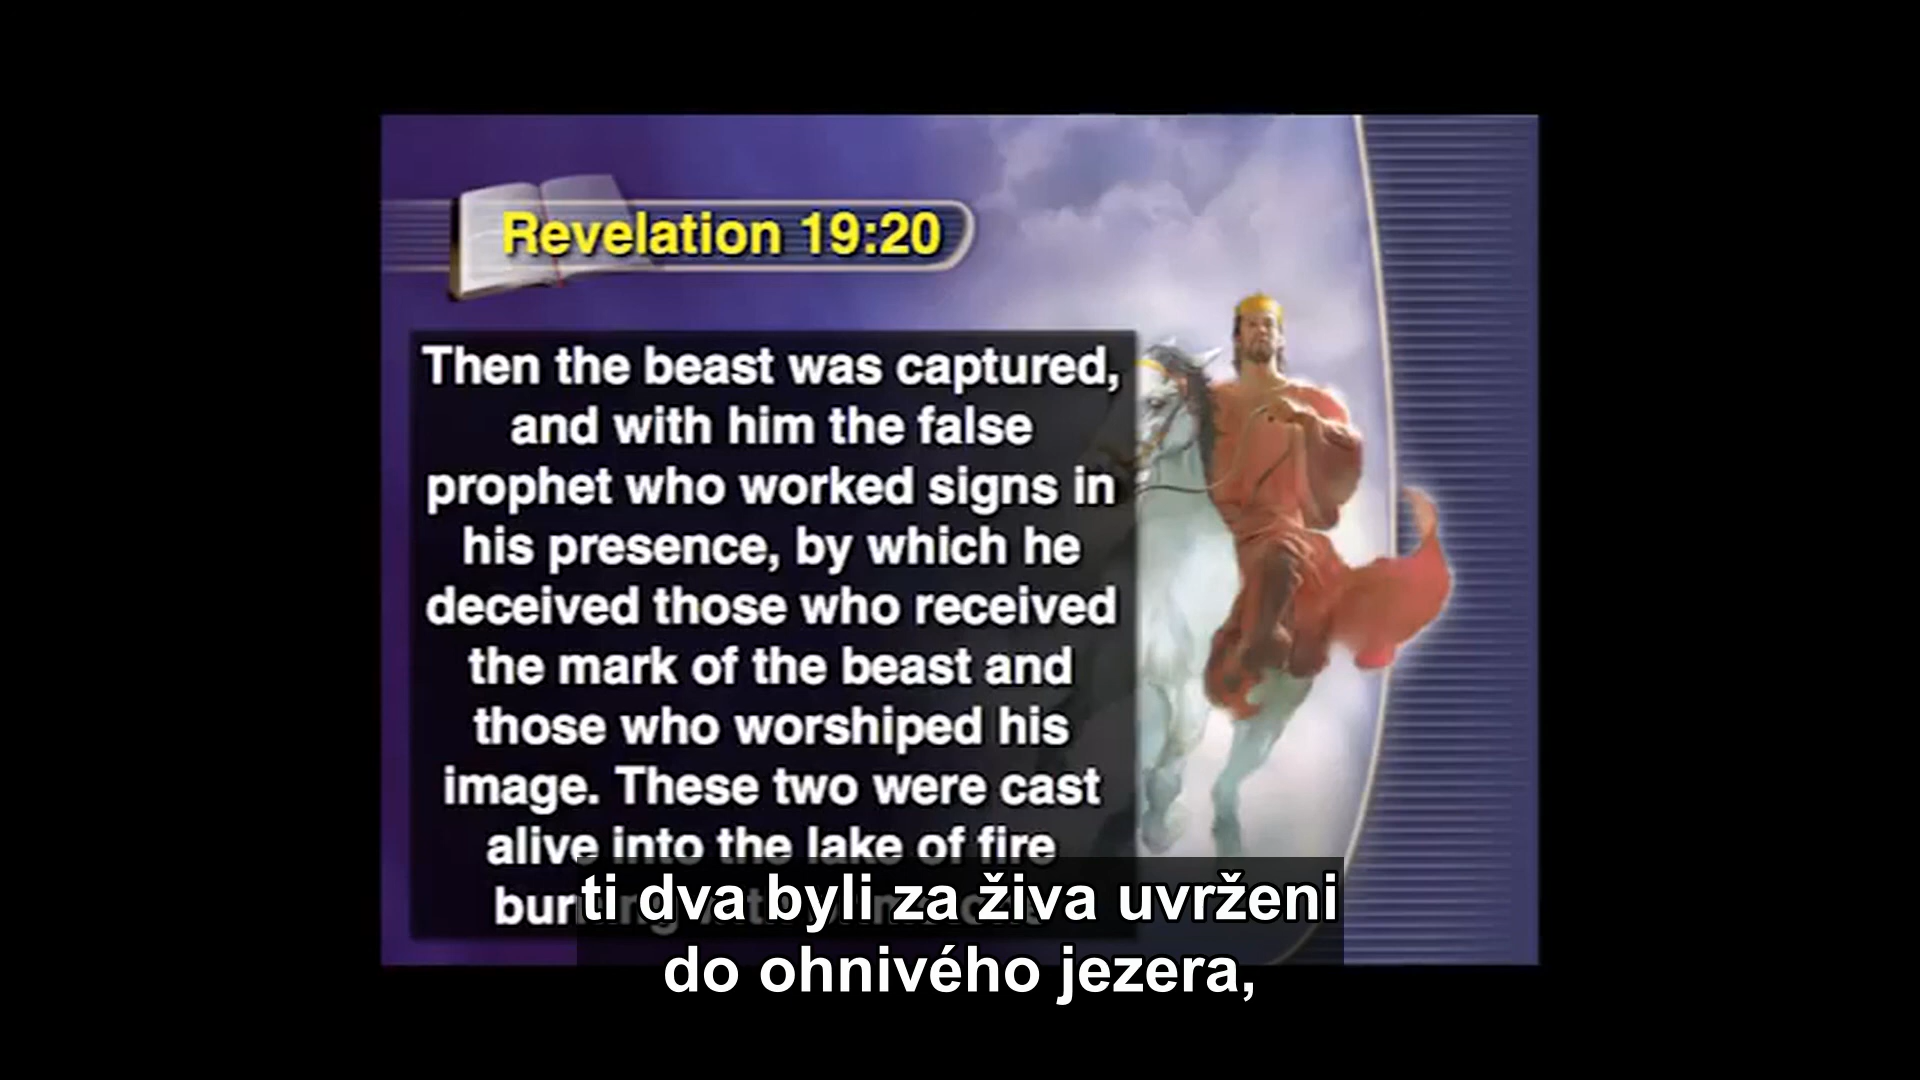 Revelation 19:20
Then the beast was captured,
and with him the false
prophet who worked signs in
his presence, by which he
deceived those who received
the mark of the beast and
those who worshiped his
image. These two were cast
alive into the lake of fire
ti dva byli za živa uvrženi
do ohnivého jezera,